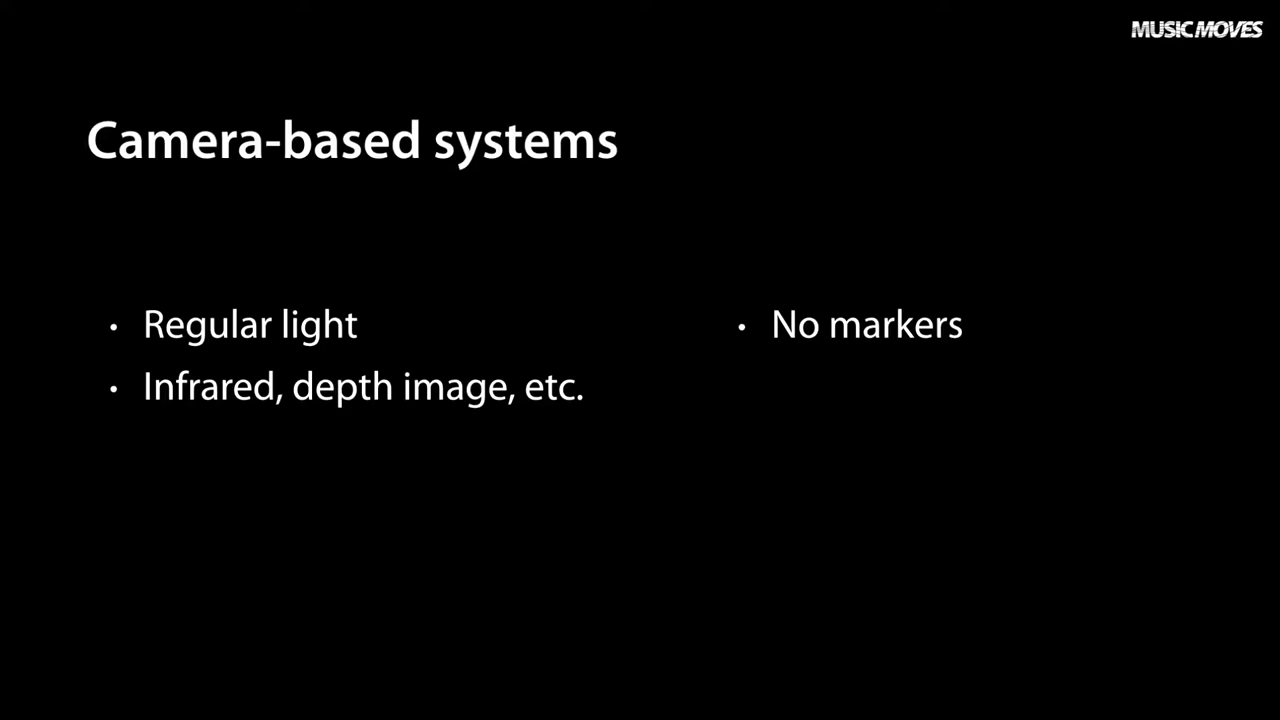 MUSIC MOVES
Camera-based systems
• Regular light
• Infrared, depth image, etc.
• No markers